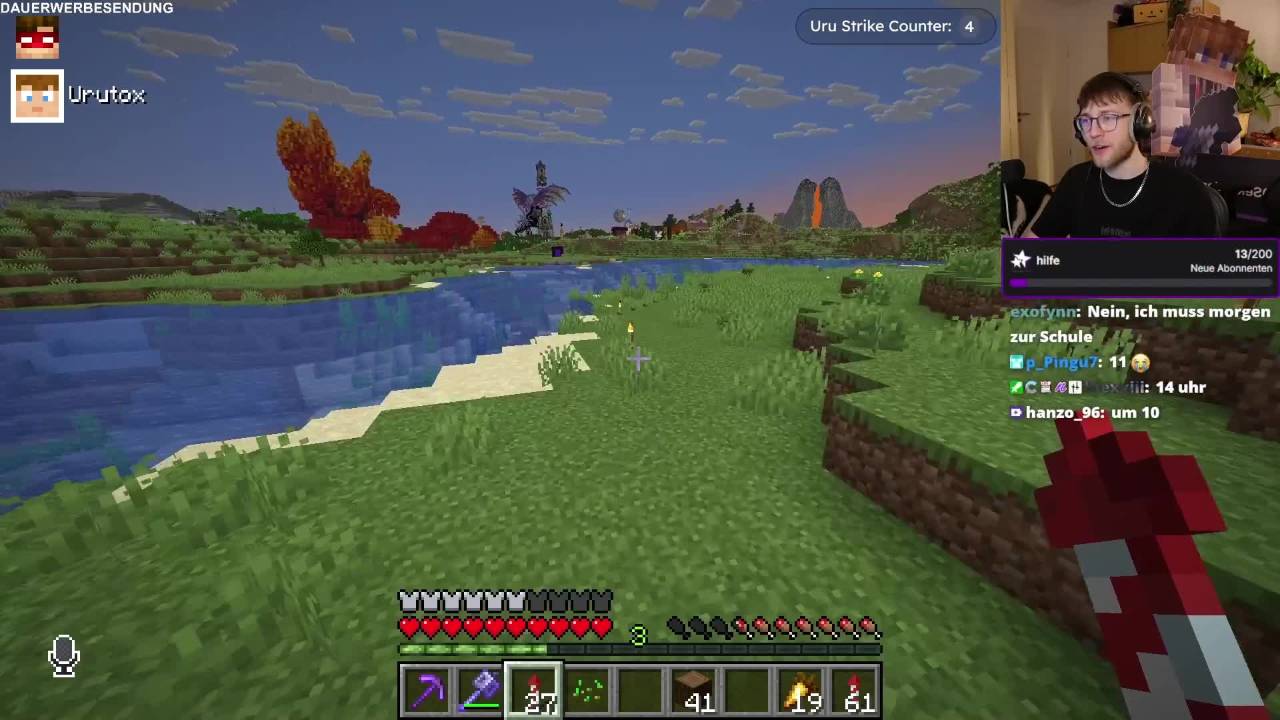 DAUERWERBESENDUNG
Urutox
Uru Strike Counter: 4
hilfe
13/200
Neue Abonnenten
exofynn: Nein, ich muss morgen
zur Schule
p_Pingu7: 11 😭
14 uhr
hanzo_96: um 10
3
27
41
19
61